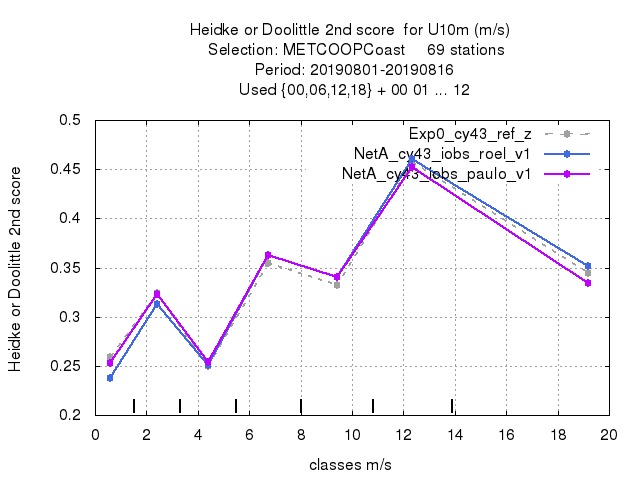 Heidke or Doolittle 2nd score  for U10m (m/s)
Selection: METCOOPCoast     69 stations
Period: 20190801-20190816
Used {00,06,12,18} + 00 01 ... 12
Exp0_cy43_ref_z
NetA_cy43_iobs_roel_v1
NetA_cy43_iobs_paulo_v1
Heidke or Doolittle 2nd score
0.5
0.45
0.4
0.35
0.3
0.25
0.2
0 2 4 6 8 10 12 14 16 18 20
classes m/s